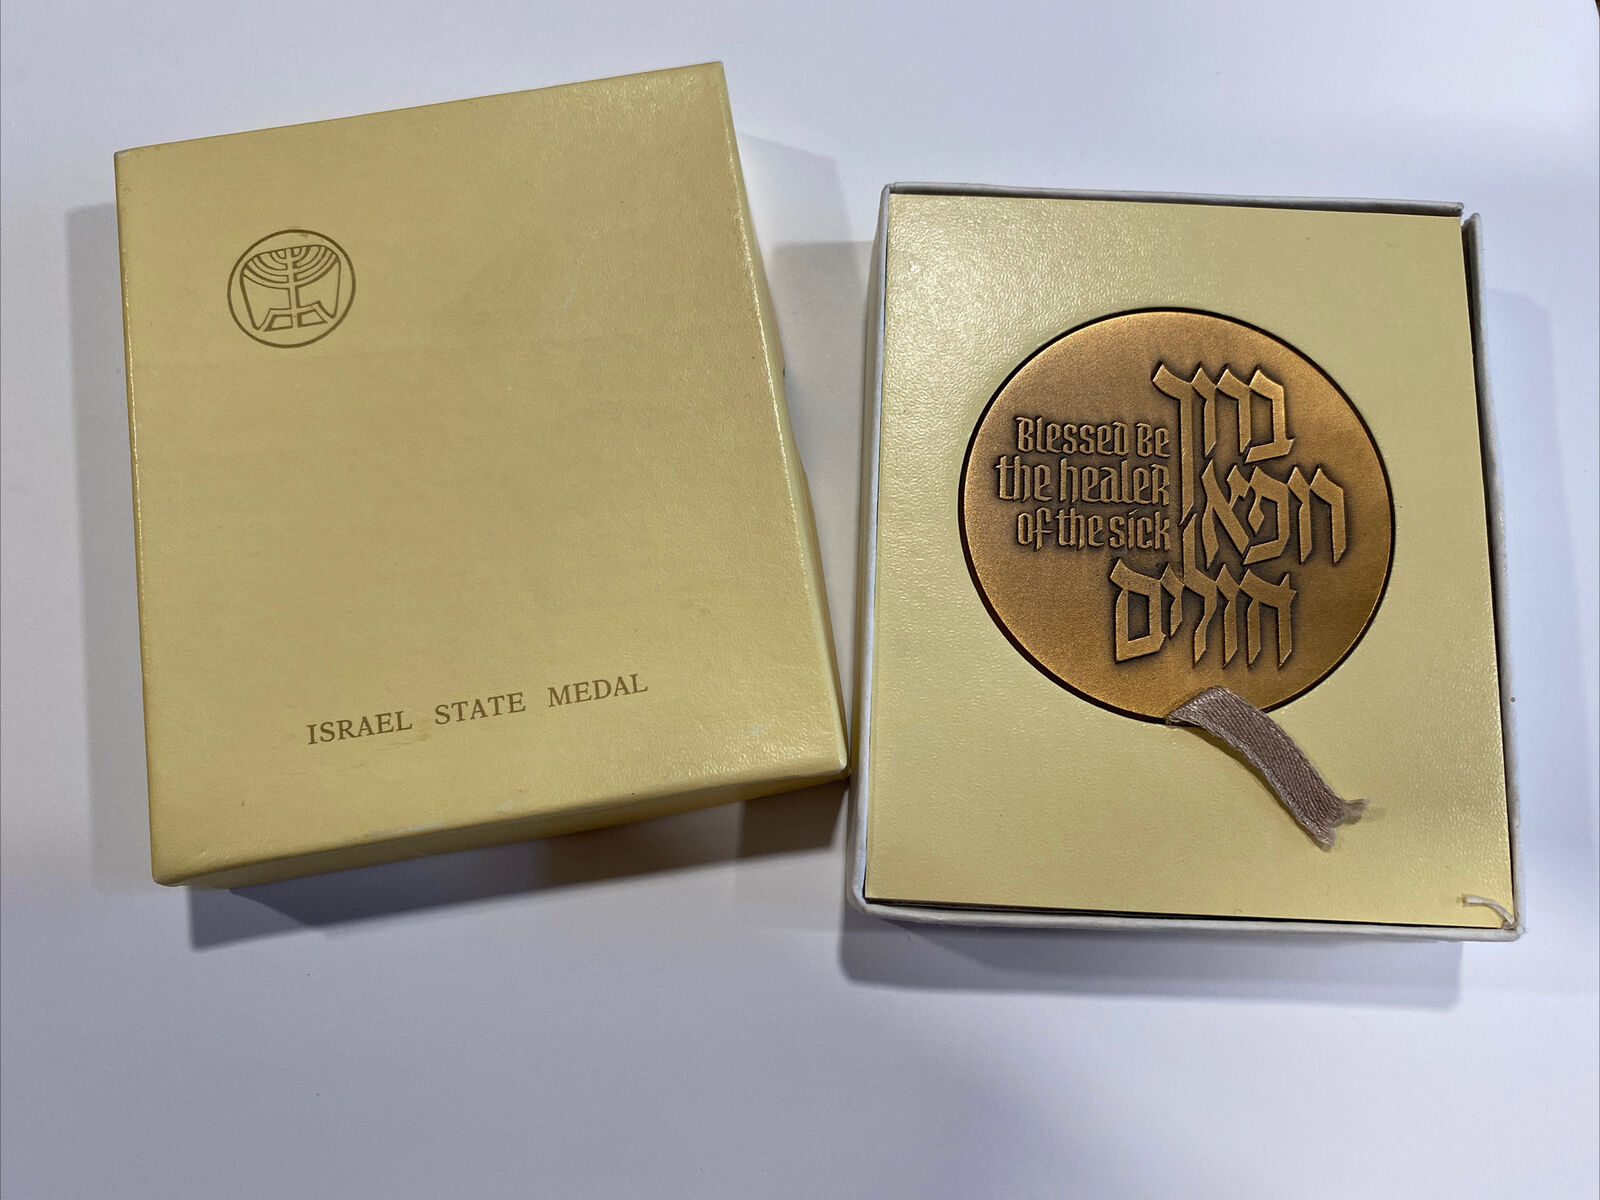 ISRAEL STATE MEDAL
ברוך
רופא
חולים
Blessed Be
the healer
of the sick